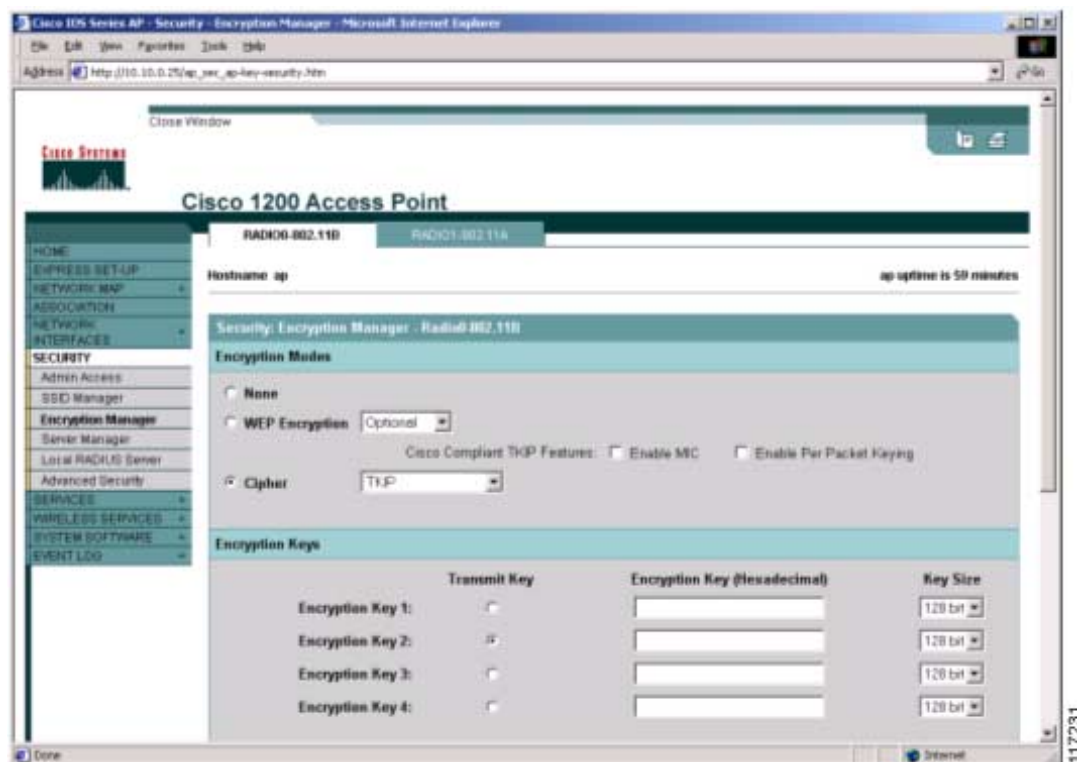 Cisco IOS Series AP - Security - Encryption Manager - Microsoft Internet Explorer
File Edit View Favorites Tools Help
Address http://10.10.0.25/ap_sec_ap-key-security.htm Go
Close Window
CISCO SYSTEMS
Cisco 1200 Access Point
RADIO0-802.11B RADIO1-802.11A
HOME
EXPRESS SET-UP
NETWORK MAP +
ASSOCIATION
NETWORK
INTERFACES +
SECURITY
Admin Access
SSID Manager
Encryption Manager
Server Manager
Local RADIUS Server
Advanced Security
SERVICES +
WIRELESS SERVICES +
SYSTEM SOFTWARE +
EVENT LOG +
Hostname ap ap uptime is 59 minutes
Security: Encryption Manager - Radio0-802.11B
Encryption Modes
None
WEP Encryption Optional
Cisco Compliant TKIP Features: Enable MIC Enable Per Packet Keying
Cipher TKIP
Encryption Keys
Transmit Key Encryption Key (Hexadecimal) Key Size
Encryption Key 1: 128 bit
Encryption Key 2: 128 bit
Encryption Key 3: 128 bit
Encryption Key 4: 128 bit
Done Internet
117231